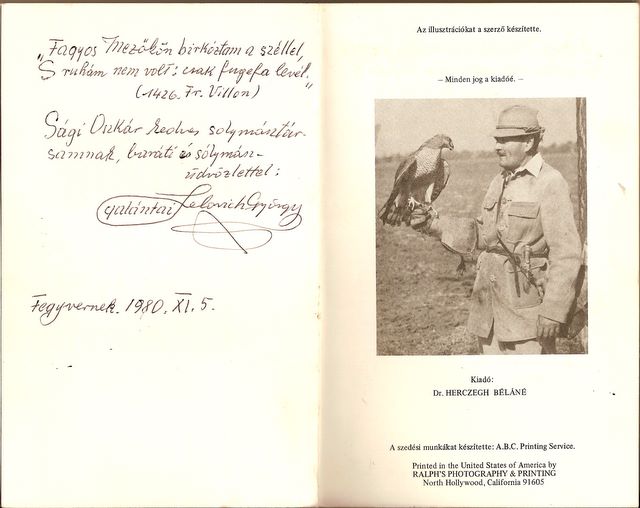 „Fagyos Mezőkön birkóztam a széllel,
S ruhám nem volt: csak fügefa levél."
(1426. Fr. Villon)
Sági Oszkár kedves solymásztár-
samnak, baráti és solymász-
üdvözlettel:
galántai Lelovich György
Fegyvernek. 1980. XI. 5.
Az illusztrációkat a szerző készítette.
– Minden jog a kiadóé. –
Kiadó:
Dr. HERCZEGH BÉLÁNÉ
A szedési munkákat készítette: A.B.C. Printing Service.
Printed in the United States of America by
RALPH'S PHOTOGRAPHY & PRINTING
North Hollywood, California 91605